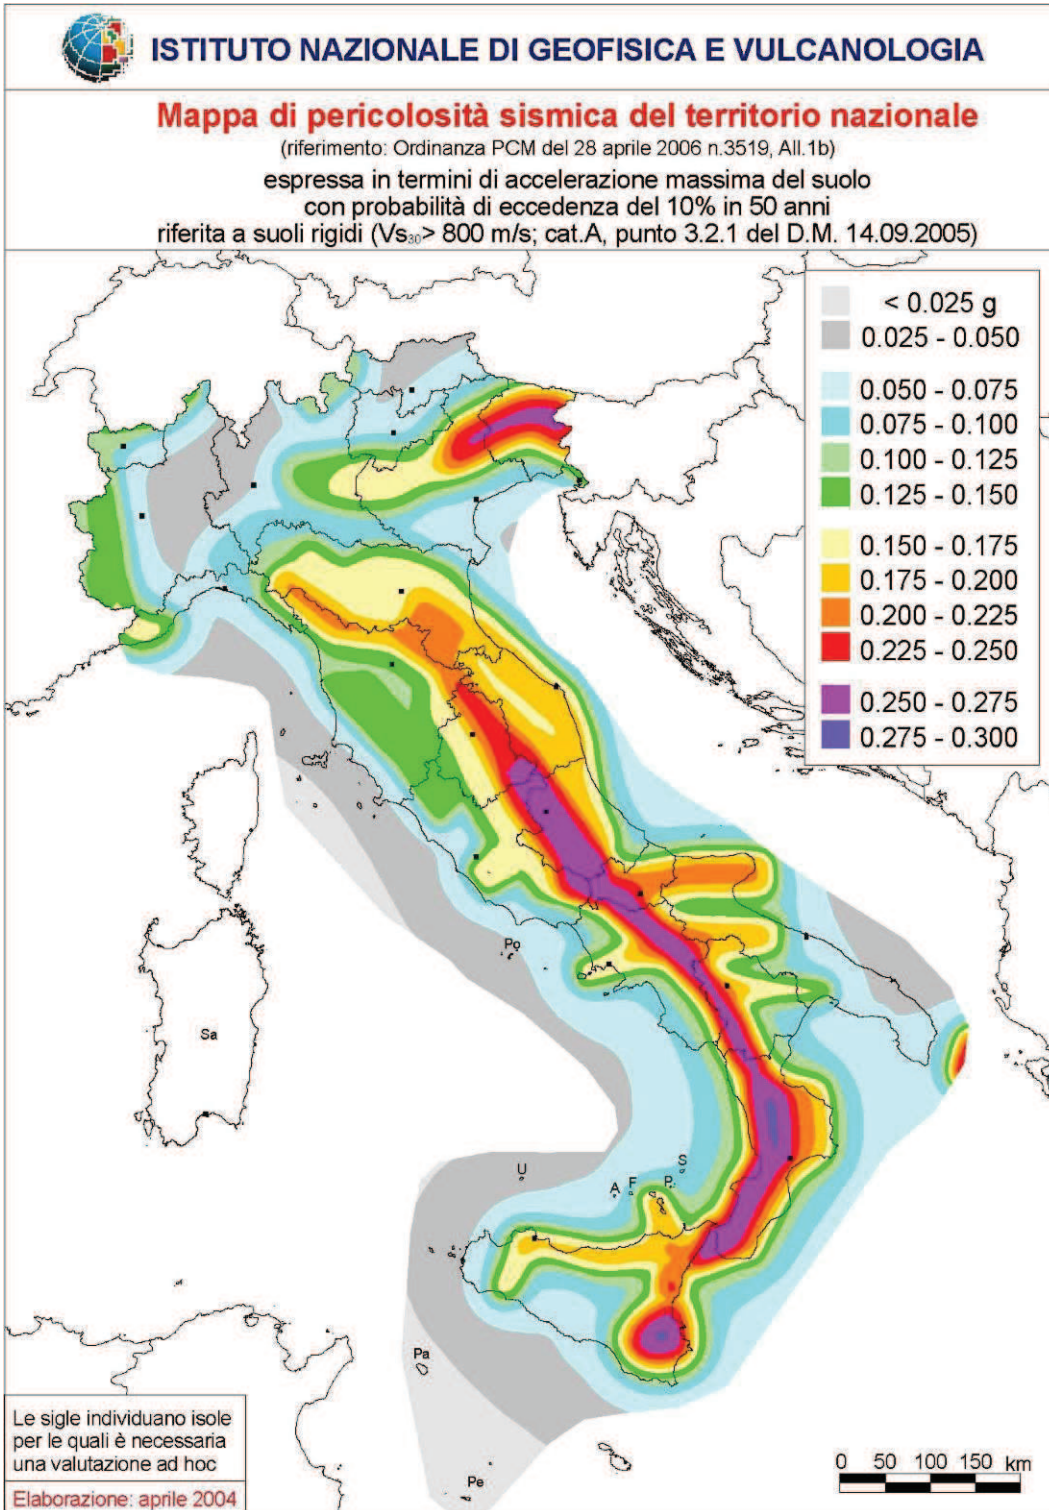 ISTITUTO NAZIONALE DI GEOFISICA E VULCANOLOGIA
Mappa di pericolosità sismica del territorio nazionale
(riferimento: Ordinanza PCM del 28 aprile 2006 n.3519, All.1b)
espressa in termini di accelerazione massima del suolo
con probabilità di eccedenza del 10% in 50 anni
riferita a suoli rigidi (Vs30> 800 m/s; cat.A, punto 3.2.1 del D.M. 14.09.2005)
< 0.025 g
0.025 - 0.050
0.050 - 0.075
0.075 - 0.100
0.100 - 0.125
0.125 - 0.150
0.150 - 0.175
0.175 - 0.200
0.200 - 0.225
0.225 - 0.250
0.250 - 0.275
0.275 - 0.300
Po
Sa
U
S
A
F
P
Pa
Pe
Le sigle individuano isole
per le quali è necessaria
una valutazione ad hoc
Elaborazione: aprile 2004
0 50 100 150 km